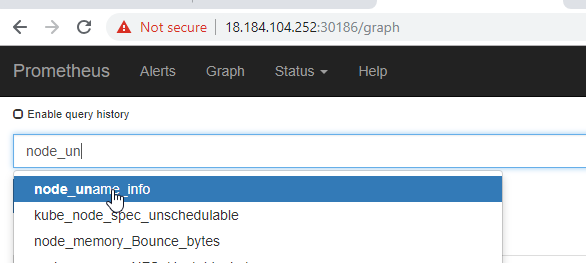 Not secure | 18.184.104.252:30186/graph
Prometheus Alerts Graph Status Help
Enable query history
node_un
node_uname_info
kube_node_spec_unschedulable
node_memory_Bounce_bytes